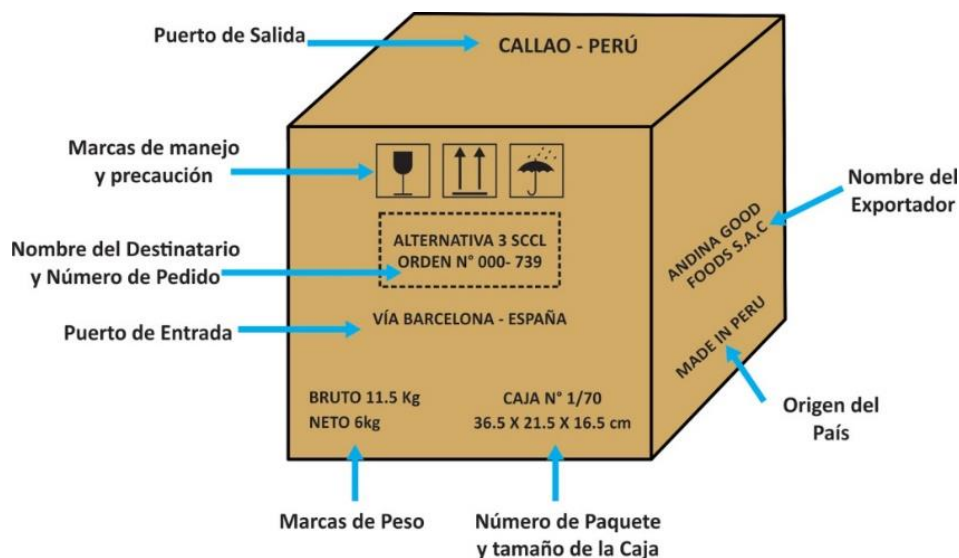 Puerto de Salida
CALLAO - PERÚ
Marcas de manejo
y precaución
Nombre del
Exportador
Nombre del Destinatario
y Número de Pedido
ALTERNATIVA 3 SCCL
ORDEN N° 000- 739
ANDINA GOOD
FOODS S.A.C
Puerto de Entrada
VÍA BARCELONA - ESPAÑA
MADE IN PERU
Origen del
País
BRUTO 11.5 Kg
NETO 6kg
CAJA N° 1/70
36.5 X 21.5 X 16.5 cm
Marcas de Peso
Número de Paquete
y tamaño de la Caja